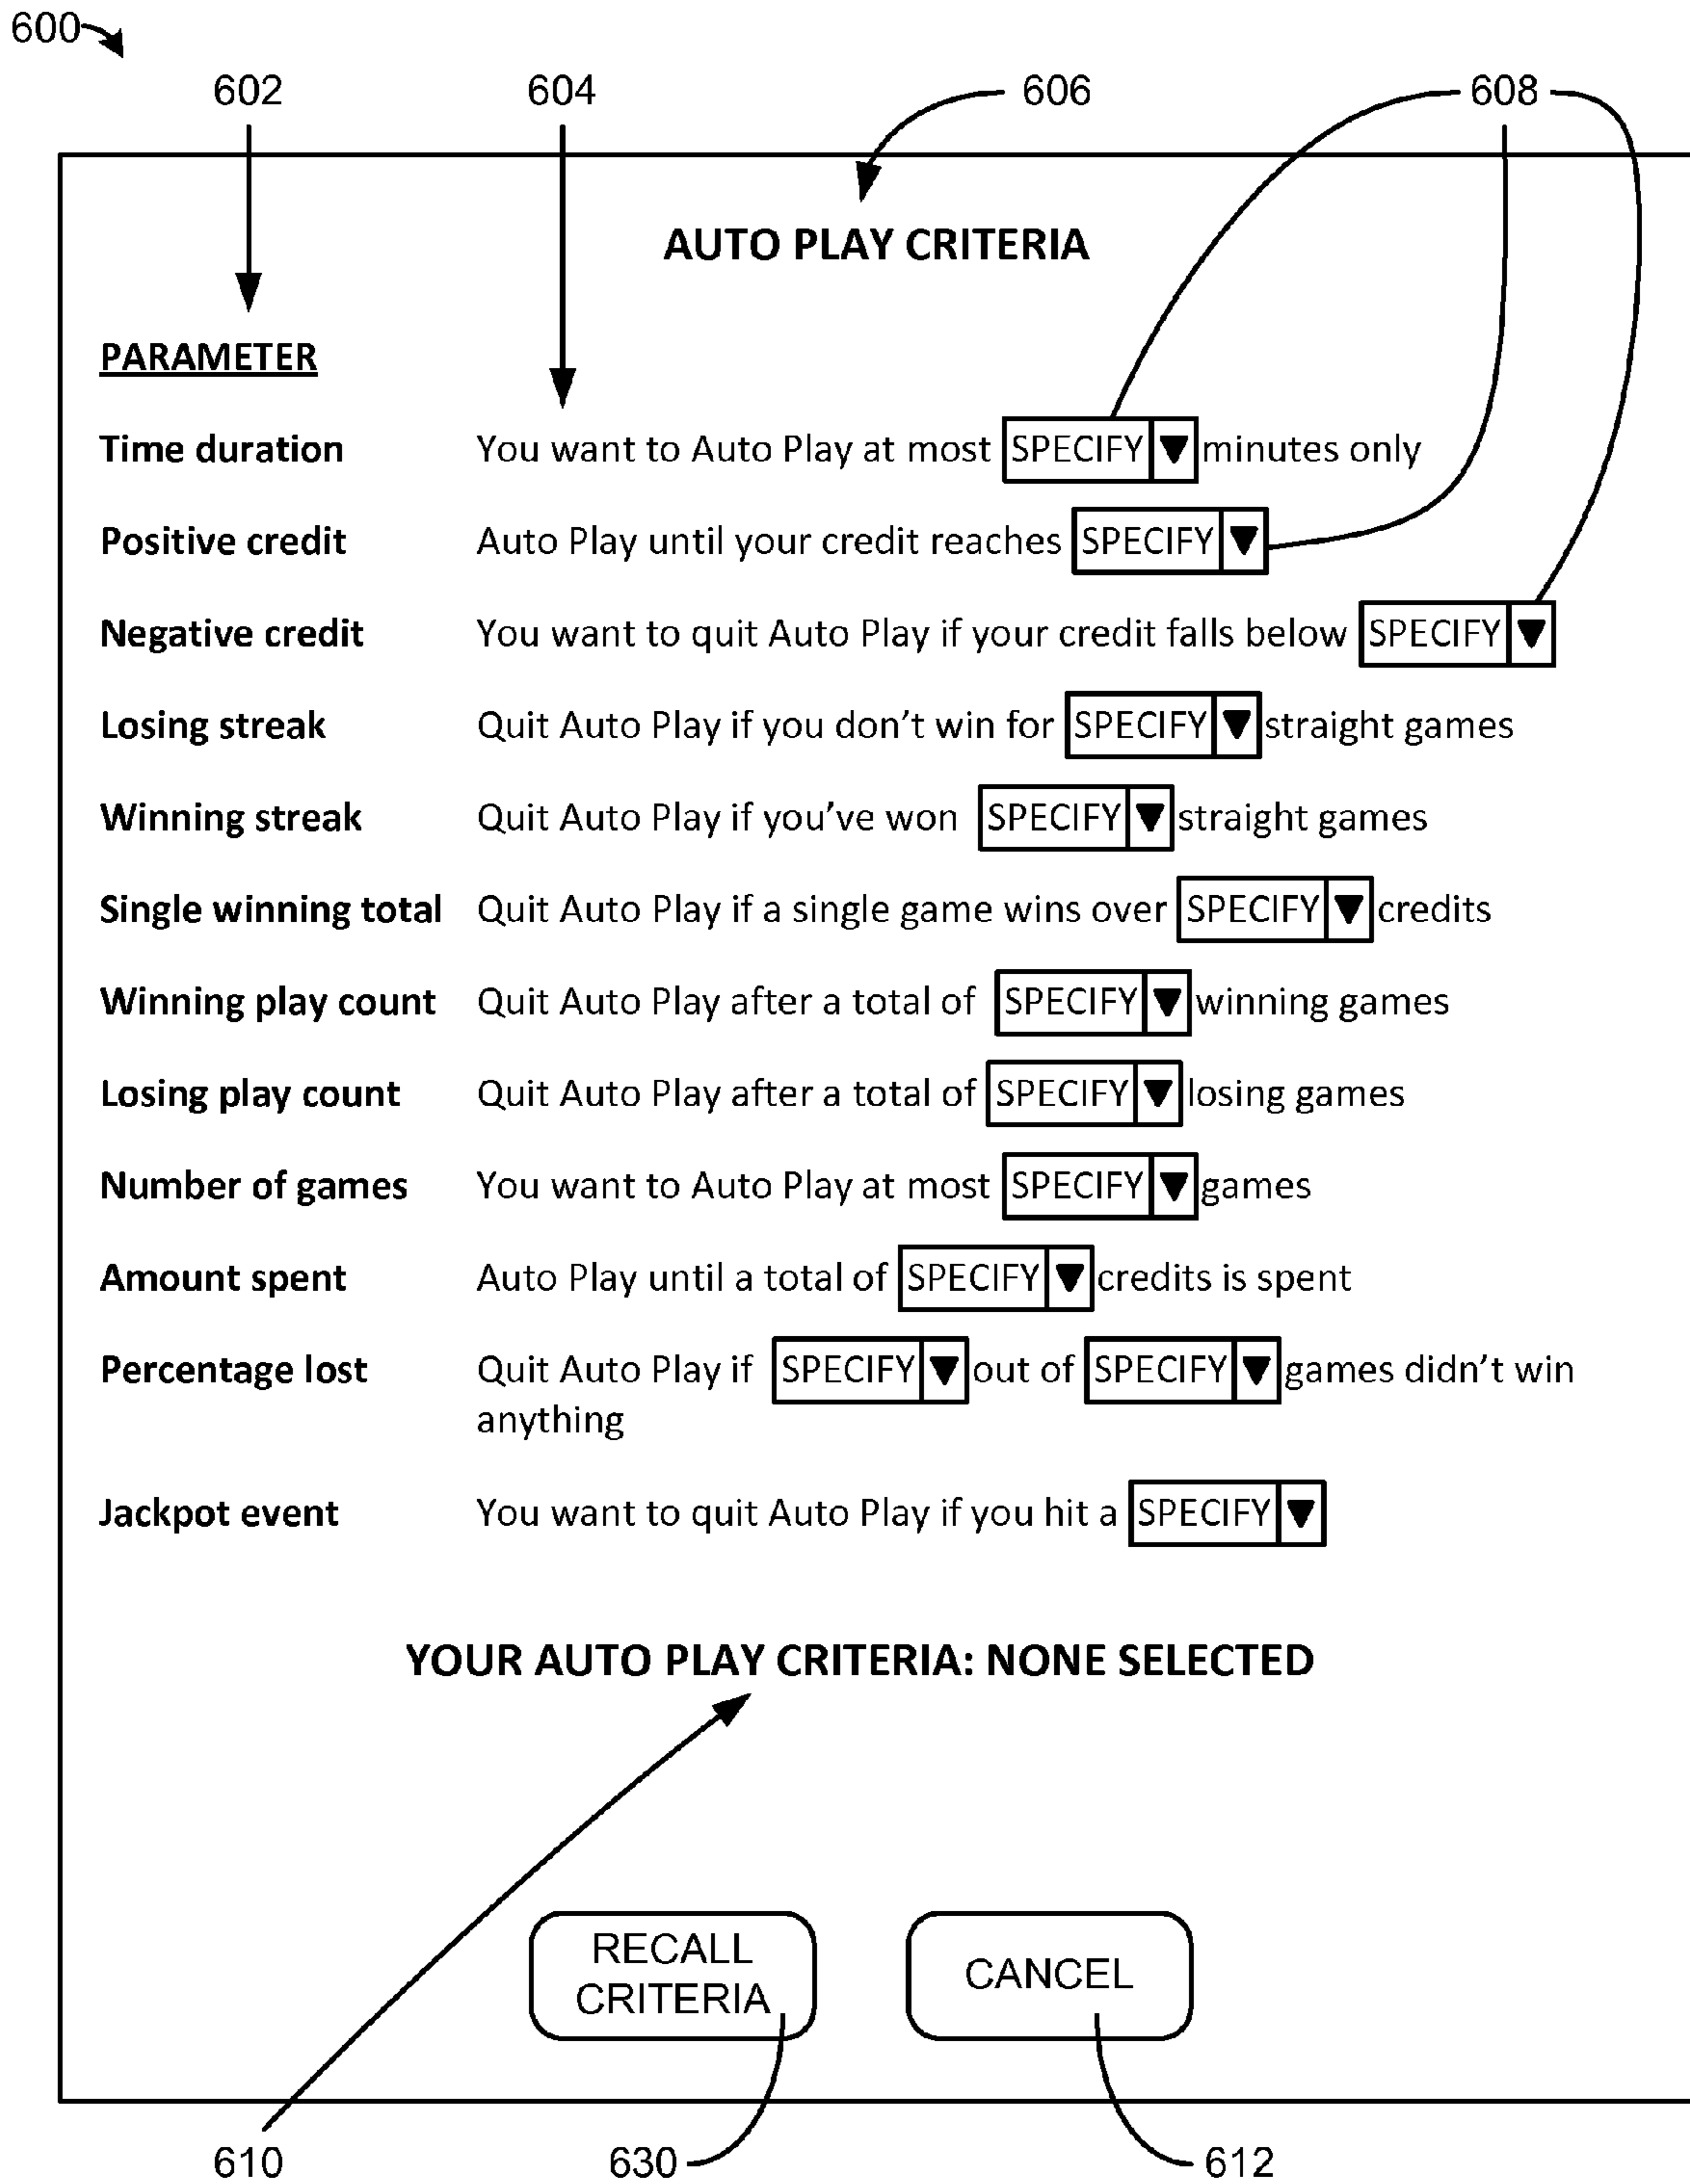 600
602 604 606 608
AUTO PLAY CRITERIA
PARAMETER
Time duration You want to Auto Play at most SPECIFY ▼ minutes only
Positive credit Auto Play until your credit reaches SPECIFY ▼
Negative credit You want to quit Auto Play if your credit falls below SPECIFY ▼
Losing streak Quit Auto Play if you don’t win for SPECIFY ▼ straight games
Winning streak Quit Auto Play if you’ve won SPECIFY ▼ straight games
Single winning total Quit Auto Play if a single game wins over SPECIFY ▼ credits
Winning play count Quit Auto Play after a total of SPECIFY ▼ winning games
Losing play count Quit Auto Play after a total of SPECIFY ▼ losing games
Number of games You want to Auto Play at most SPECIFY ▼ games
Amount spent Auto Play until a total of SPECIFY ▼ credits is spent
Percentage lost Quit Auto Play if SPECIFY ▼ out of SPECIFY ▼ games didn’t win
anything
Jackpot event You want to quit Auto Play if you hit a SPECIFY ▼
YOUR AUTO PLAY CRITERIA: NONE SELECTED
RECALL
CRITERIA
CANCEL
610 630 612